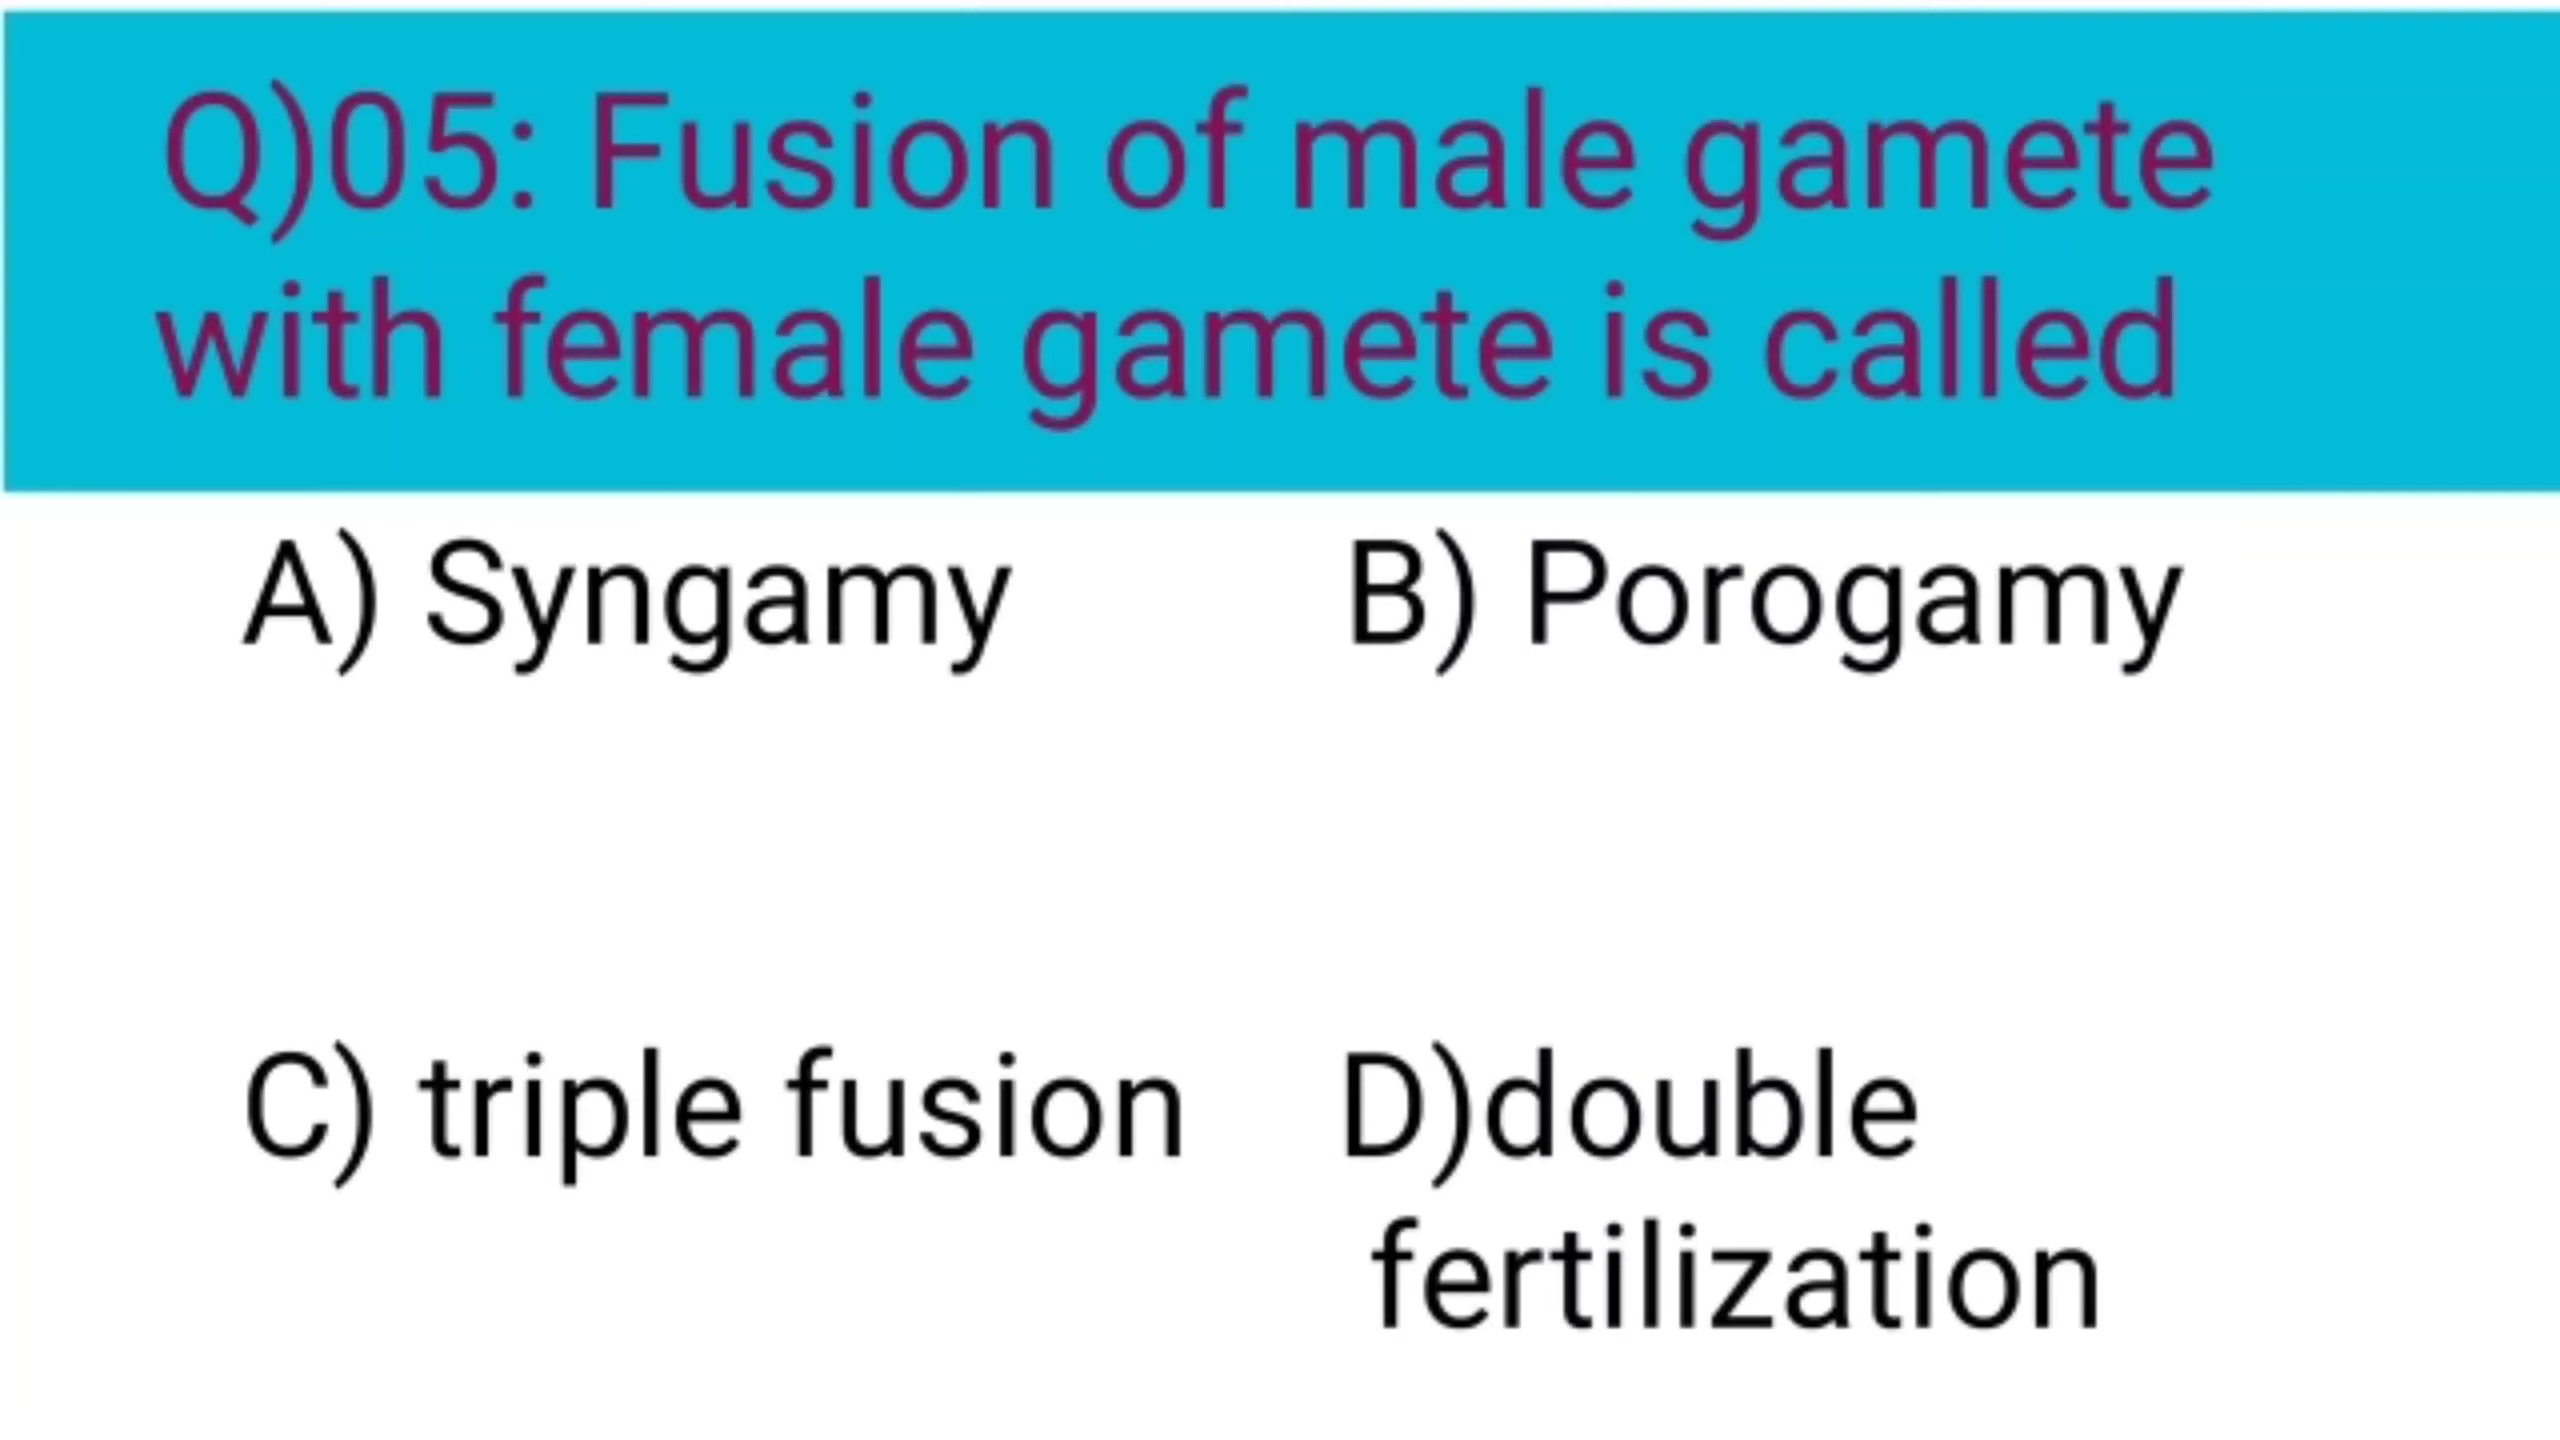 Q)05: Fusion of male gamete
with female gamete is called
A) Syngamy
B) Porogamy
C) triple fusion
D)double
fertilization